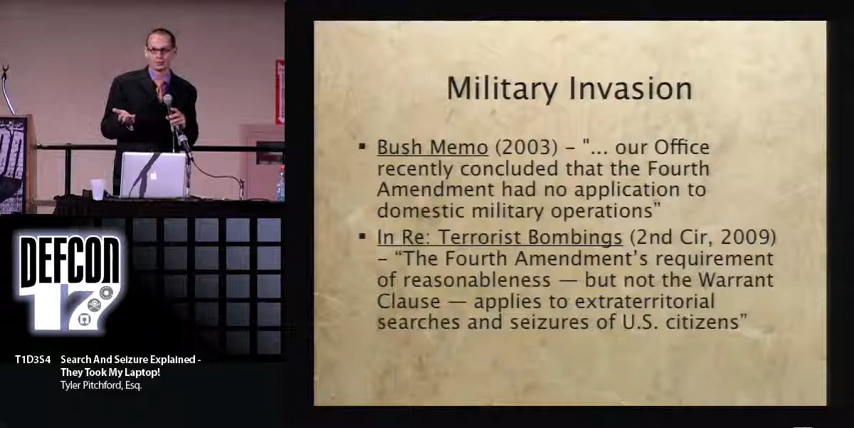 Military Invasion
▪ Bush Memo (2003) – "... our Office
recently concluded that the Fourth
Amendment had no application to
domestic military operations”
▪ In Re: Terrorist Bombings (2nd Cir, 2009)
– “The Fourth Amendment’s requirement
of reasonableness — but not the Warrant
Clause — applies to extraterritorial
searches and seizures of U.S. citizens”
DEFCON
17
T1D3S4 Search And Seizure Explained -
They Took My Laptop!
Tyler Pitchford, Esq.